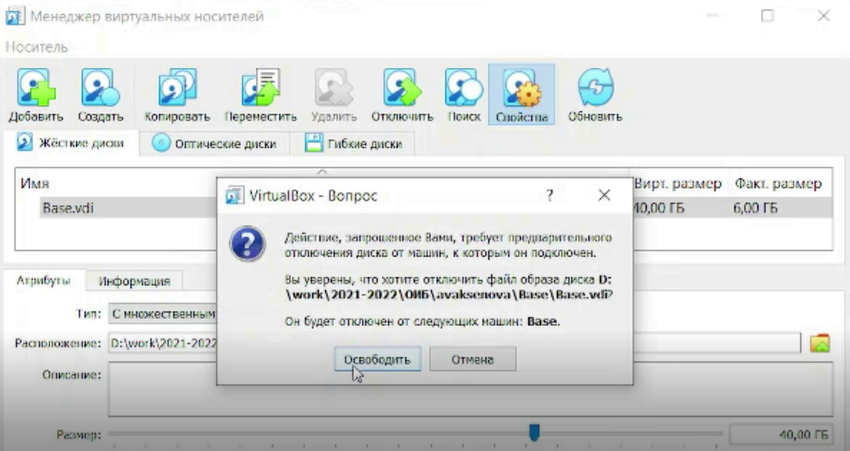 Менеджер виртуальных носителей
Носитель
Добавить Создать Копировать Переместить Удалить Отключить Поиск Свойства Обновить
Жёсткие диски Оптические диски Гибкие диски
Имя Вирт. размер Факт. размер
Base.vdi 40,00 ГБ 6,00 ГБ
VirtualBox - Вопрос ?
Действие, запрошенное Вами, требует предварительного
отключения диска от машин, к которым он подключен.
Вы уверены, что хотите отключить файл образа диска D:
\work\2021-2022\ОИБ\avaksenova\Base\Base.vdi?
Он будет отключен от следующих машин: Base.
Освободить Отмена
Атрибуты Информация
Тип: С множественным
Расположение: D:\work\2021-2022
Описание:
Размер: 40,00 ГБ